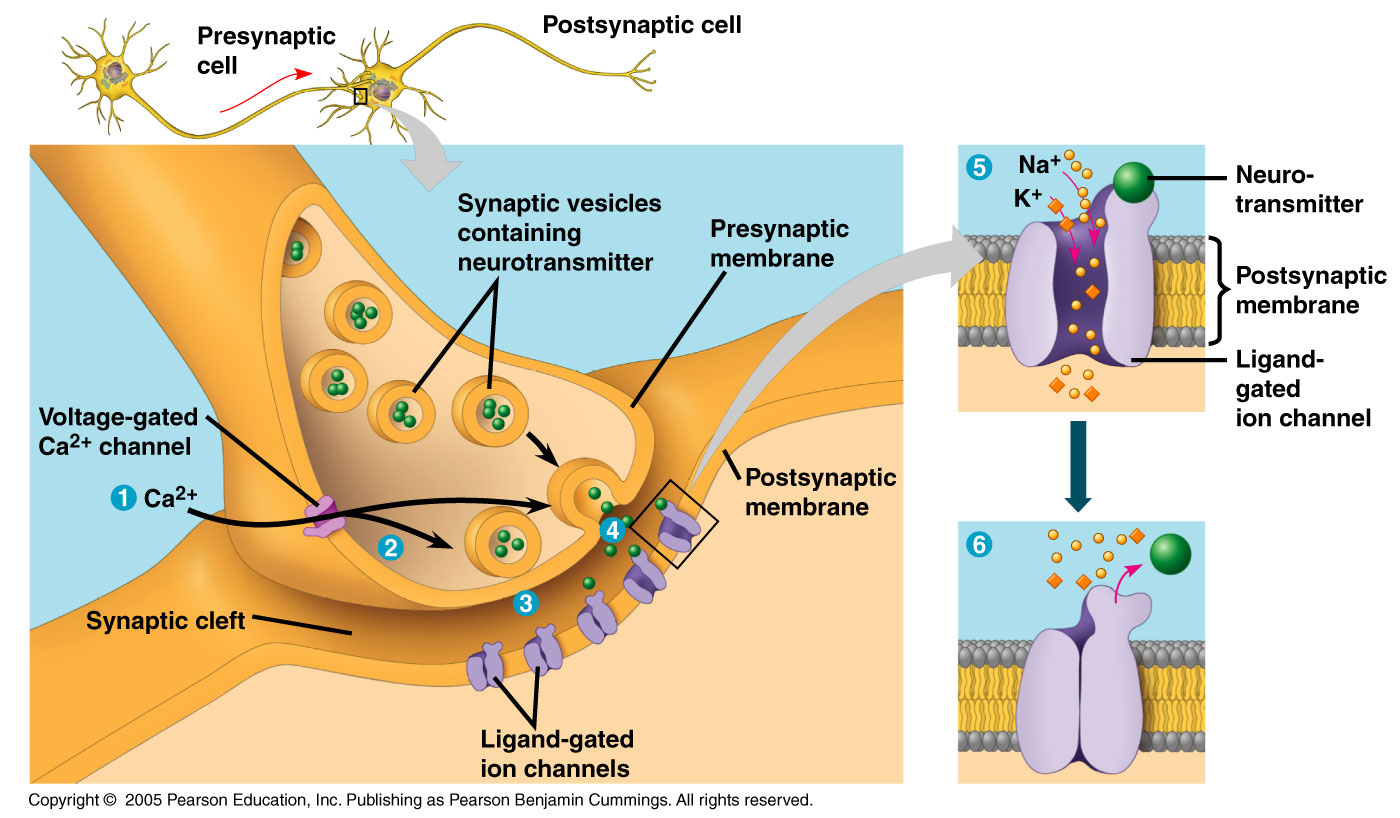 Presynaptic
cell
Postsynaptic cell
Synaptic vesicles
containing
neurotransmitter
Presynaptic
membrane
Voltage-gated
Ca2+ channel
1 Ca2+
2
3
4
Postsynaptic
membrane
Synaptic cleft
Ligand-gated
ion channels
5
Na+
K+
Neuro-
transmitter
Postsynaptic
membrane
Ligand-
gated
ion channel
6
Copyright © 2005 Pearson Education, Inc. Publishing as Pearson Benjamin Cummings. All rights reserved.